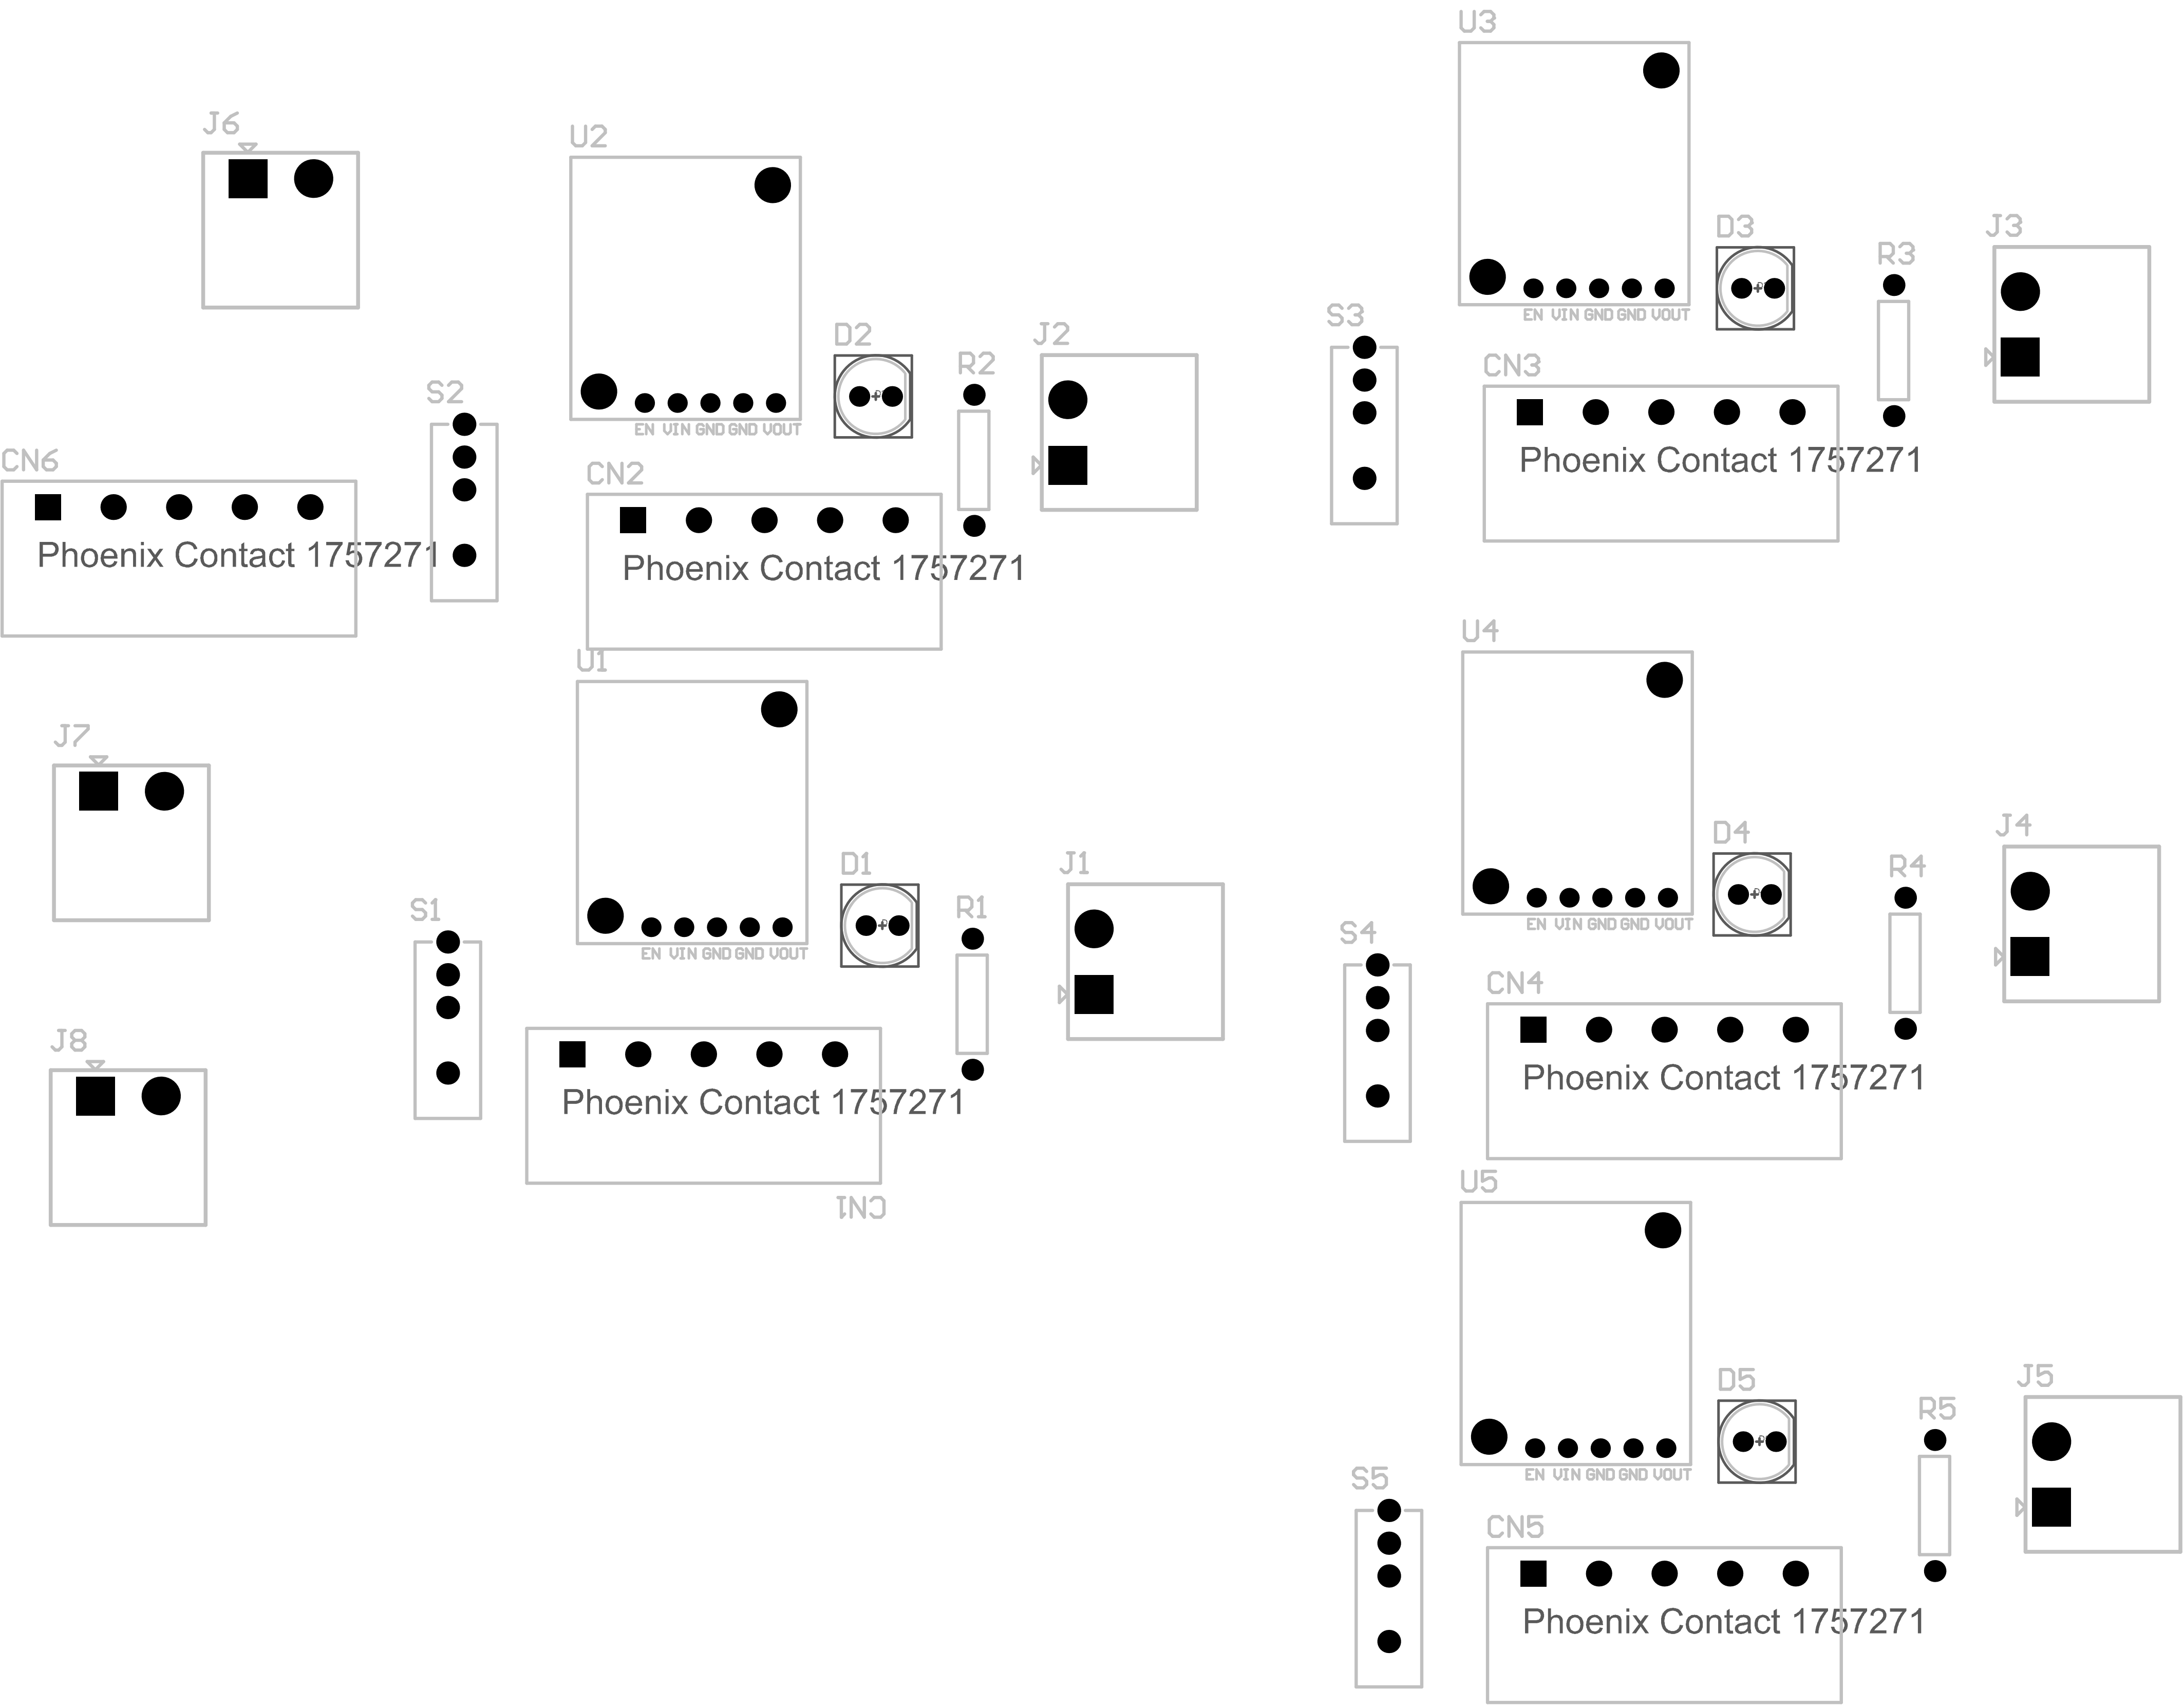 U3
J6
U2
D3
J3
R3
EN VIN GND GND VOUT
S3
D2
J2
R2
CN3
S2
EN VIN GND GND VOUT
Phoenix Contact 1757271
CN6
CN2
Phoenix Contact 1757271
Phoenix Contact 1757271
U4
U1
J7
D4
J4
D1
J1
R4
S1
R1
EN VIN GND GND VOUT
S4
EN VIN GND GND VOUT
CN4
J8
Phoenix Contact 1757271
Phoenix Contact 1757271
U5
CN1
D5
J5
R5
EN VIN GND GND VOUT
S5
CN5
Phoenix Contact 1757271